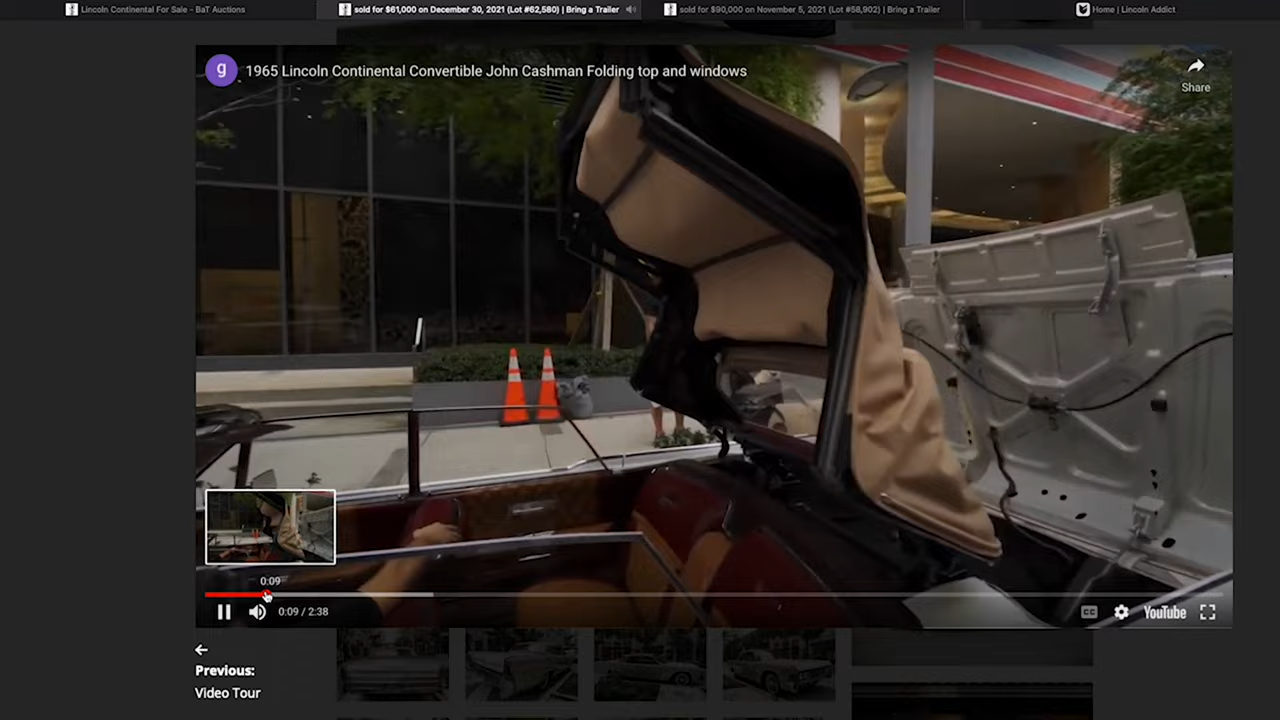 Lincoln Continental For Sale - BaT Auctions
sold for $61,000 on December 30, 2021 (Lot #62,580) | Bring a Trailer
sold for $90,000 on November 5, 2021 (Lot #58,902) | Bring a Trailer
Home | Lincoln Addict
g
1965 Lincoln Continental Convertible John Cashman Folding top and windows
Share
0:09
0:09 / 2:38
CC
YouTube
Previous:
Video Tour